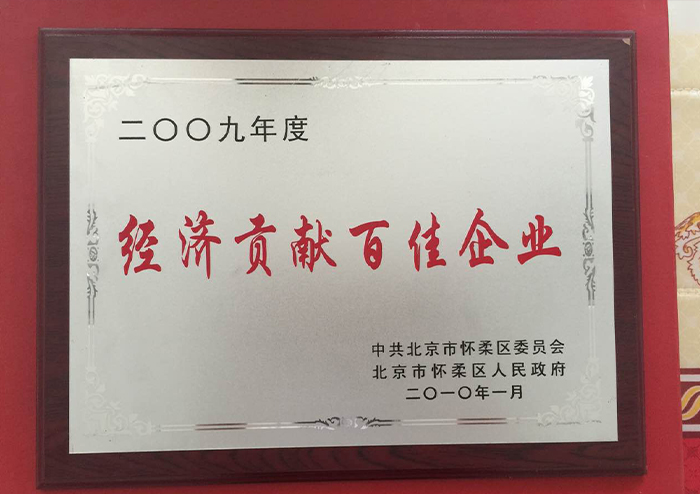 二〇〇九年度
经济贡献百佳企业
中共北京市怀柔区委员会
北京市怀柔区人民政府
二〇一〇年一月